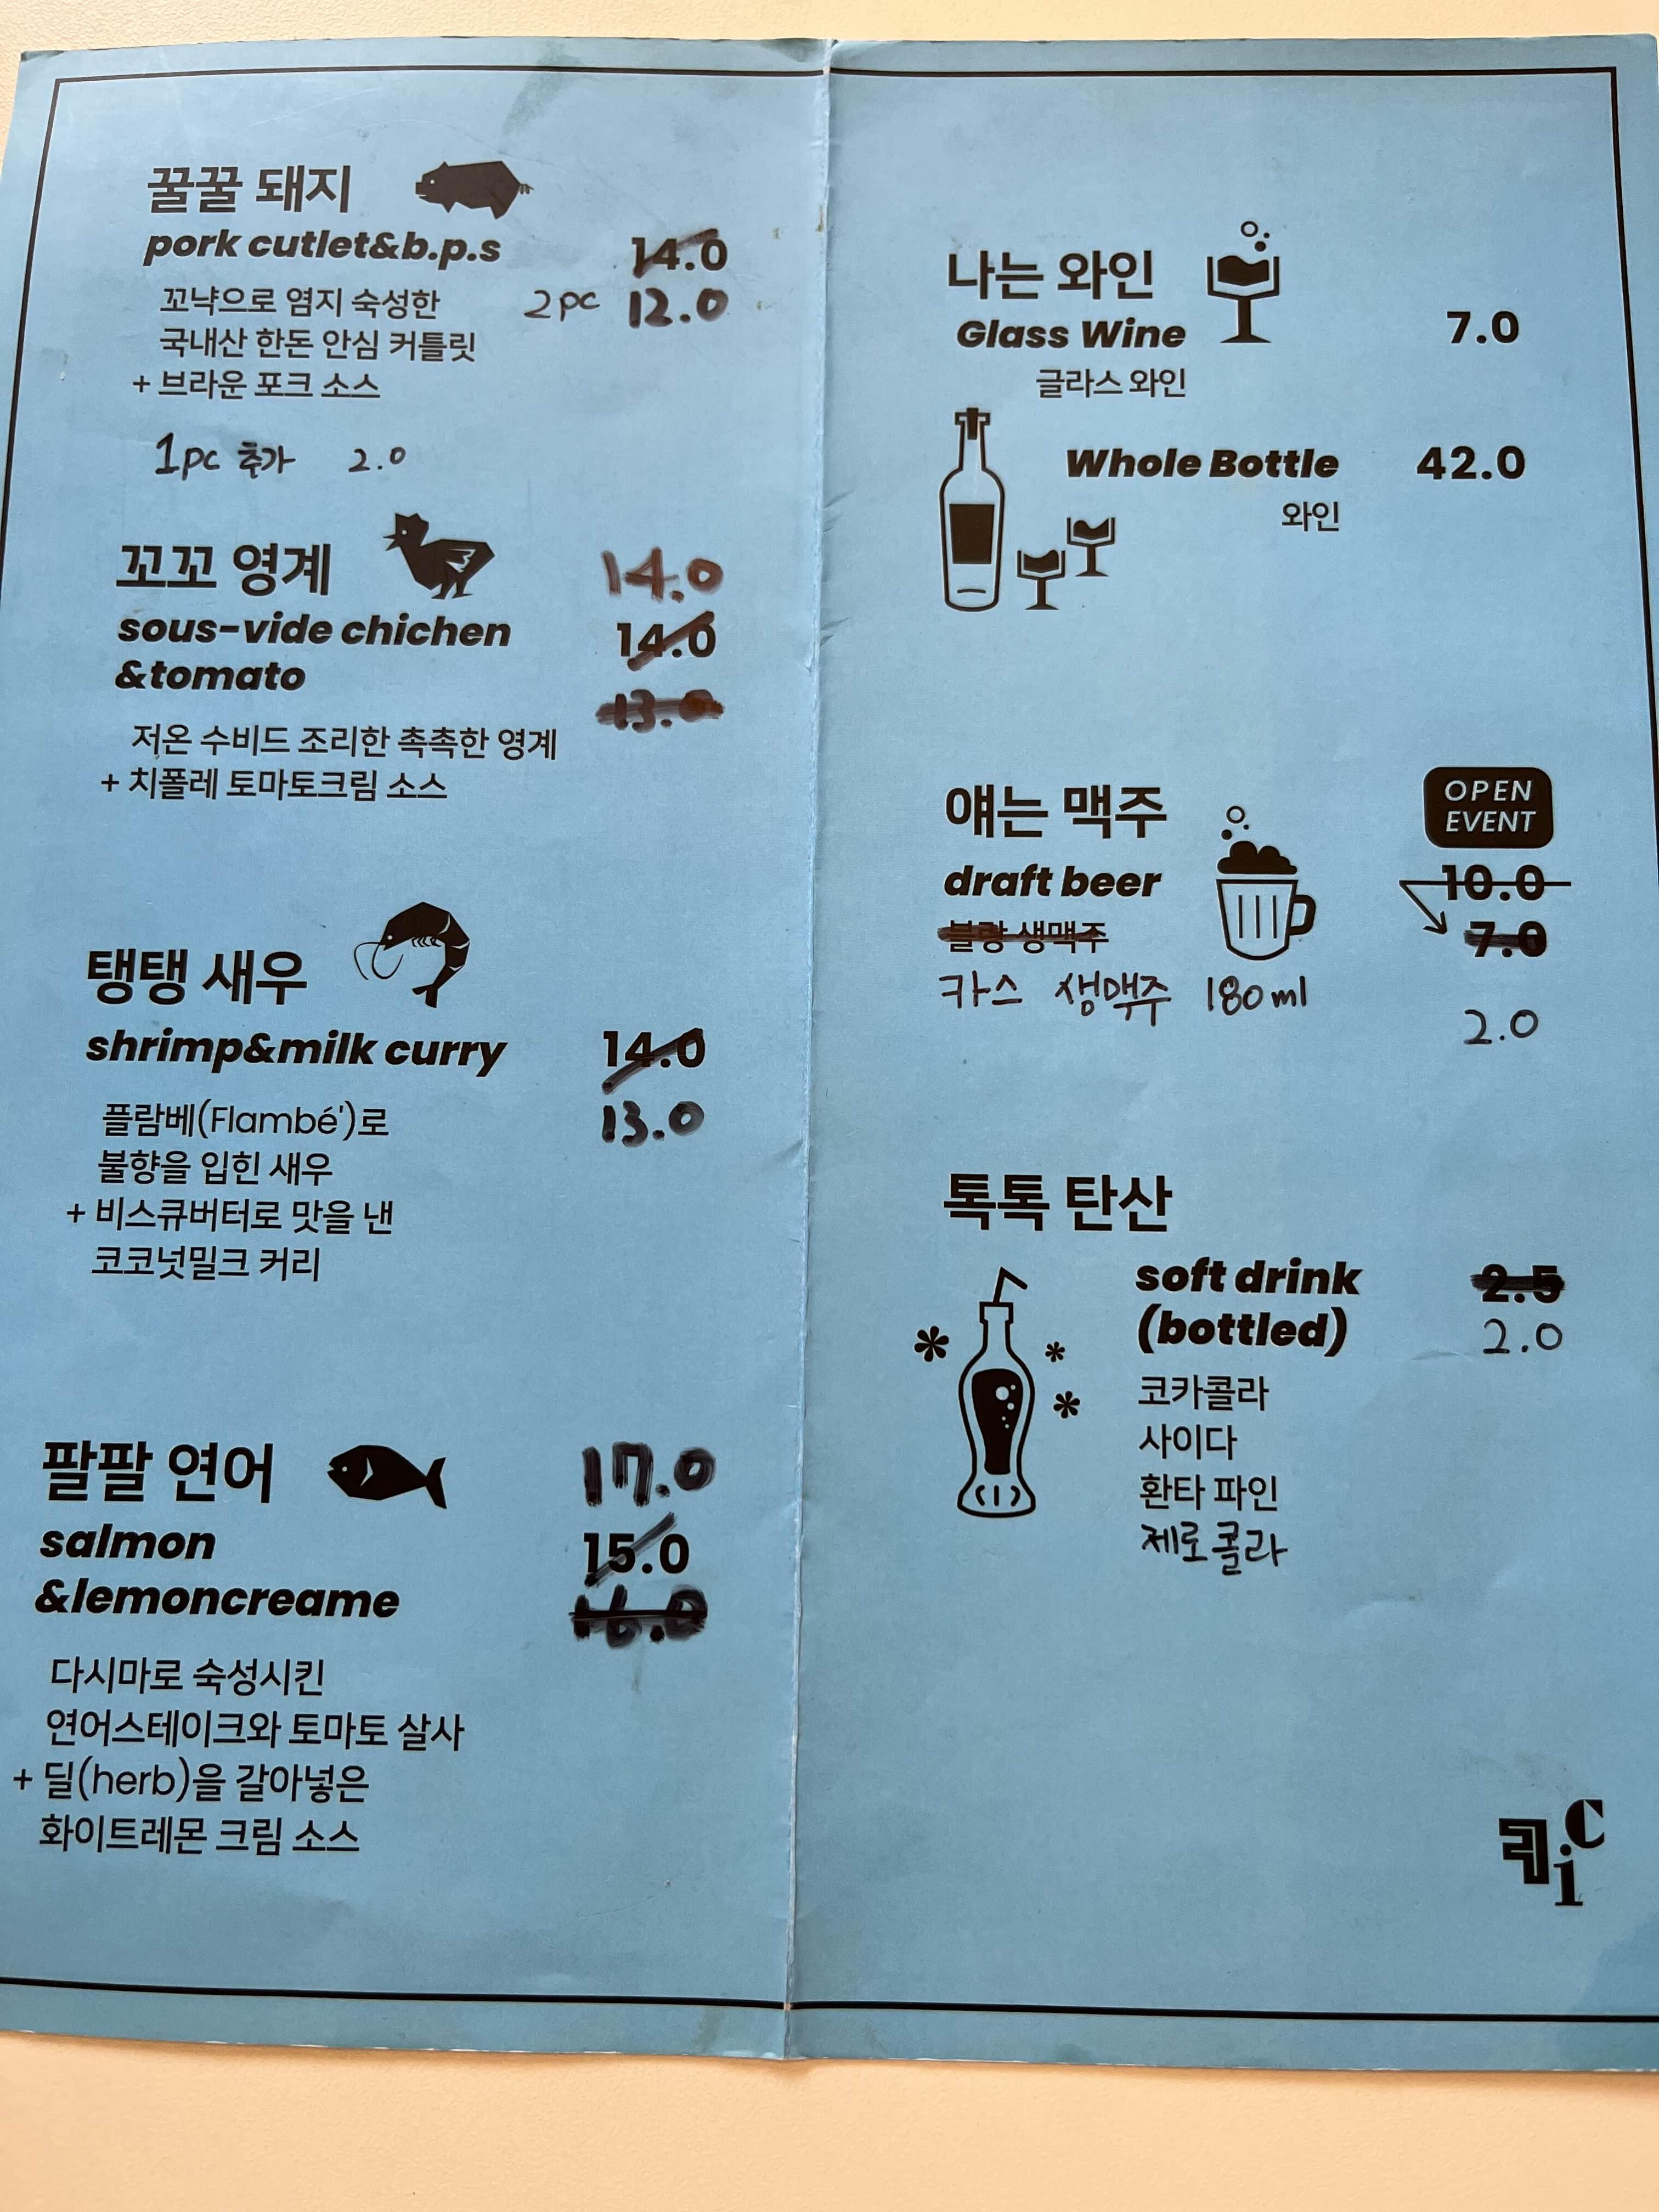 꿀꿀 돼지
pork cutlet&b.p.s
14.0
꼬냑으로 염지 숙성한
2pc 12.0
국내산 한돈 안심 커틀릿
+ 브라운 포크 소스
1pc 추가 2.0
꼬꼬 영계
14.0
sous-vide chichen
14.0
&tomato
13.0
저온 수비드 조리한 촉촉한 영계
+ 치폴레 토마토크림 소스
탱탱 새우
shrimp&milk curry
14.0
13.0
플람베(Flambé')로
불향을 입힌 새우
+ 비스큐버터로 맛을 낸
코코넛밀크 커리
팔팔 연어
17.0
salmon
15.0
&lemoncreame
16.0
다시마로 숙성시킨
연어스테이크와 토마토 살사
+ 딜(herb)을 갈아넣은
화이트레몬 크림 소스
나는 와인
Glass Wine
7.0
글라스 와인
Whole Bottle
42.0
와인
얘는 맥주
OPEN
EVENT
draft beer
10.0
블랑 생맥주
7.0
카스 생맥주 180ml
2.0
톡톡 탄산
soft drink
2.5
(bottled)
2.0
코카콜라
사이다
환타 파인
제로콜라
키ic